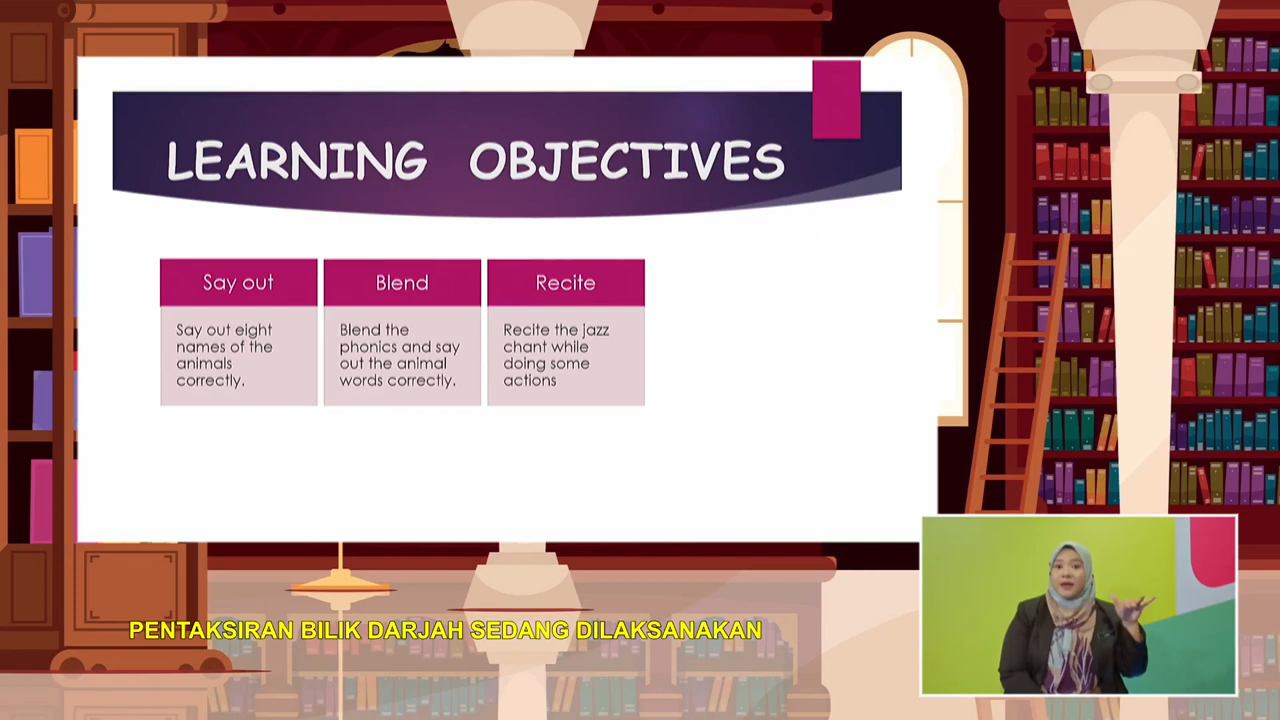 LEARNING OBJECTIVES
Say out
Say out eight
names of the
animals
correctly.
Blend
Blend the
phonics and say
out the animal
words correctly.
Recite
Recite the jazz
chant while
doing some
actions
PENTAKSIRAN BILIK DARJAH SEDANG DILAKSANAKAN